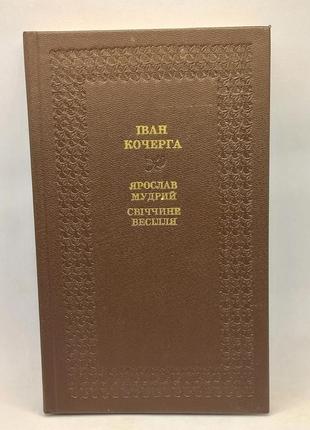 ІВАН
КОЧЕРГА
ЯРОСЛАВ
МУДРИЙ
СВІЧЧИНЕ
ВЕСІЛЛЯ